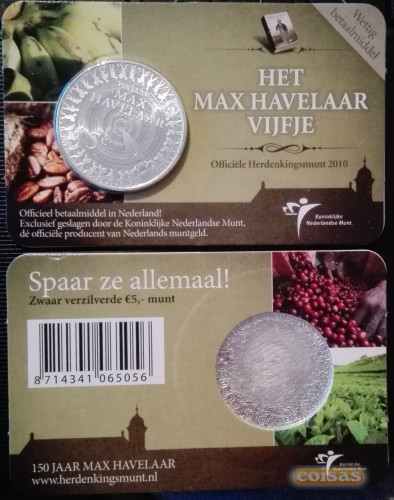 Wettig
betaalmiddel
HET
MAX HAVELAAR
VIJFJE
Officiële Herdenkingsmunt 2010
MAX
HAVELAAR
Officieel betaalmiddel in Nederland!
Exclusief geslagen door de Koninklijke Nederlandse Munt,
dé officiële producent van Nederlands muntgeld.
Koninklijke
Nederlandse Munt
Spaar ze allemaal!
Zwaar verzilverde €5,- munt
8 714341 065056
150 JAAR MAX HAVELAAR
www.herdenkingsmunt.nl
coisas